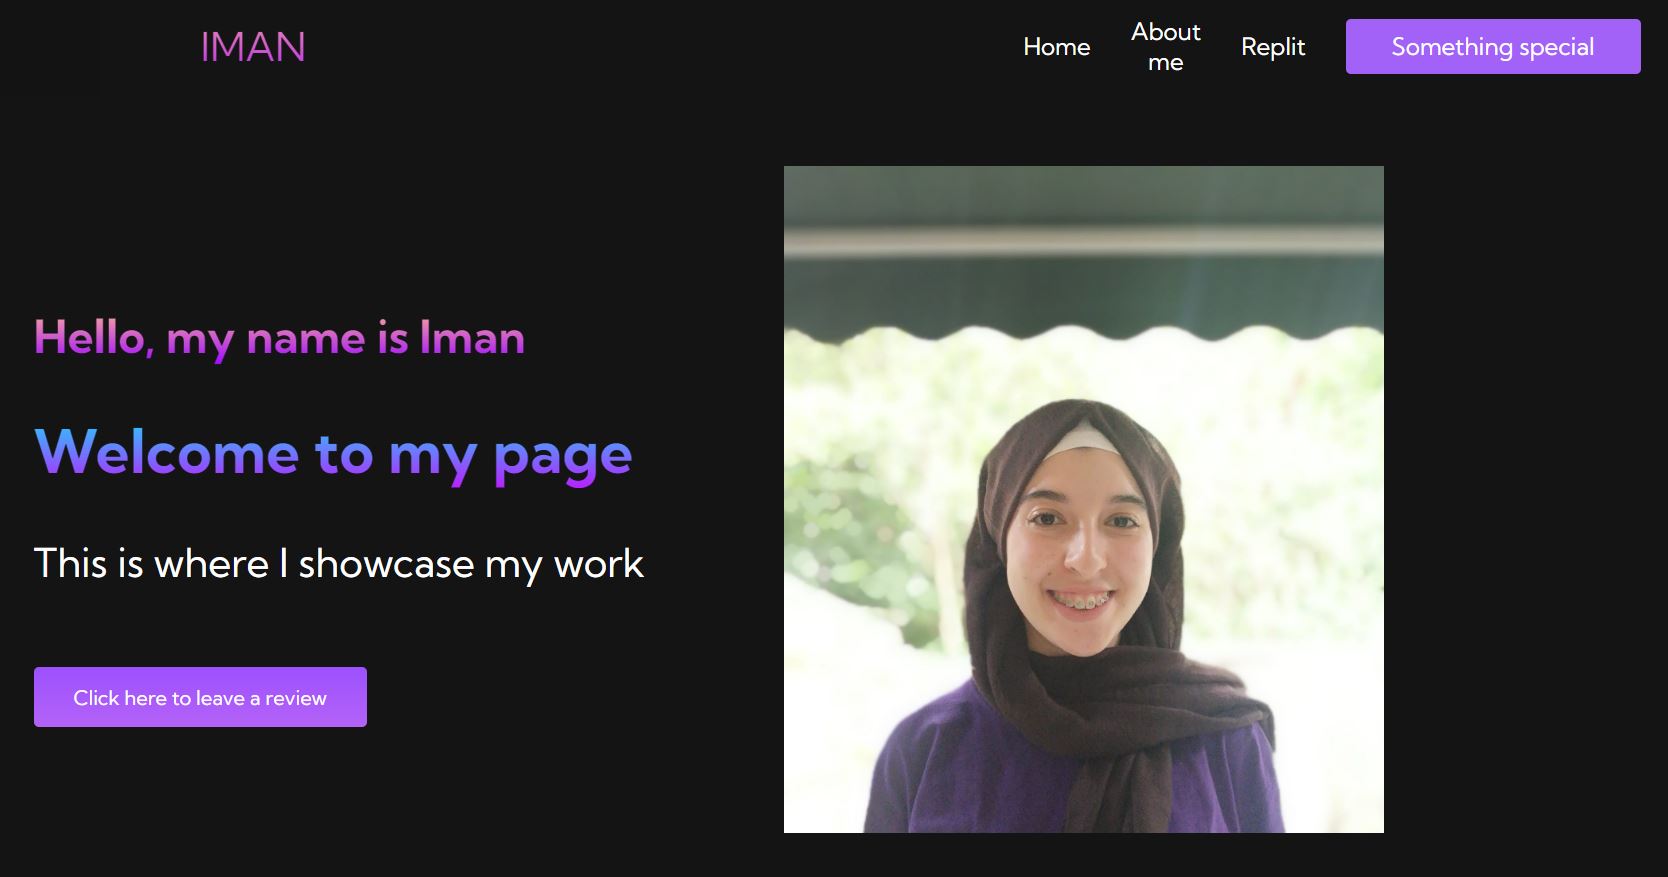 IMAN
Home
About
me
Replit
Something special
Hello, my name is Iman
Welcome to my page
This is where I showcase my work
Click here to leave a review